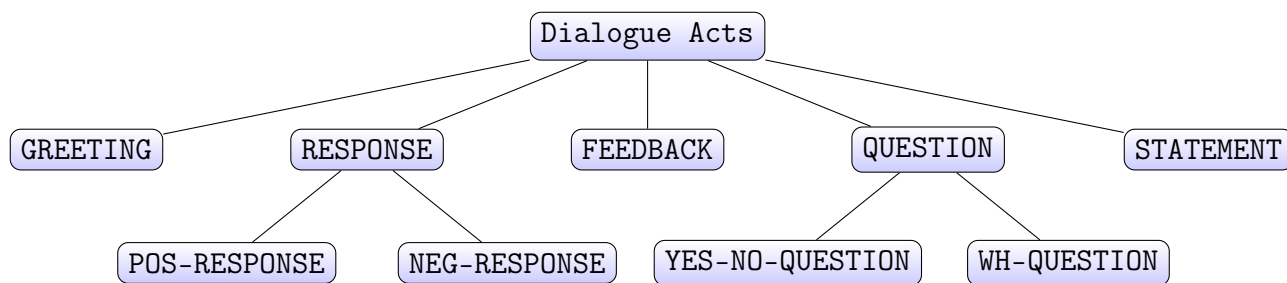 Dialogue Acts
GREETING RESPONSE FEEDBACK QUESTION STATEMENT
POS-RESPONSE NEG-RESPONSE YES-NO-QUESTION WH-QUESTION